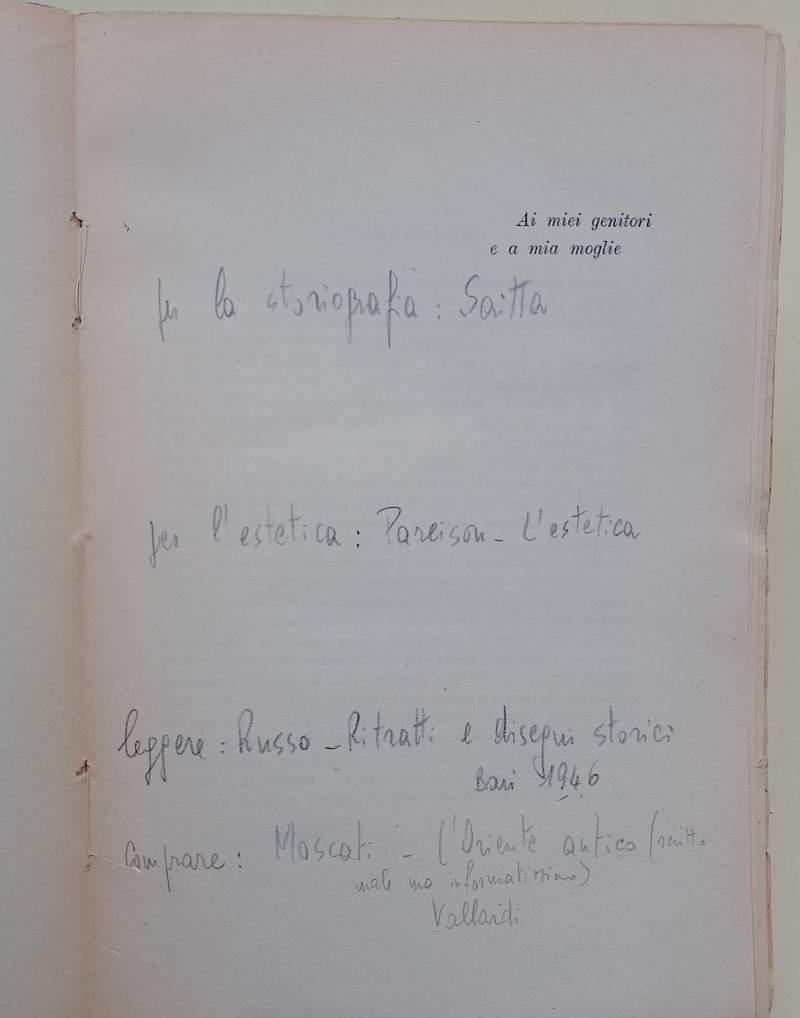 Ai miei genitori
e a mia moglie
per la storiografia : Saitta
per l'estetica : Pareison - L'estetica
leggere : Russo - Ritratti e disegni storici
Bari 1946
Comprare : Moscati - l'Oriente antico (scritto
male ma informatissimo)
Vallardi